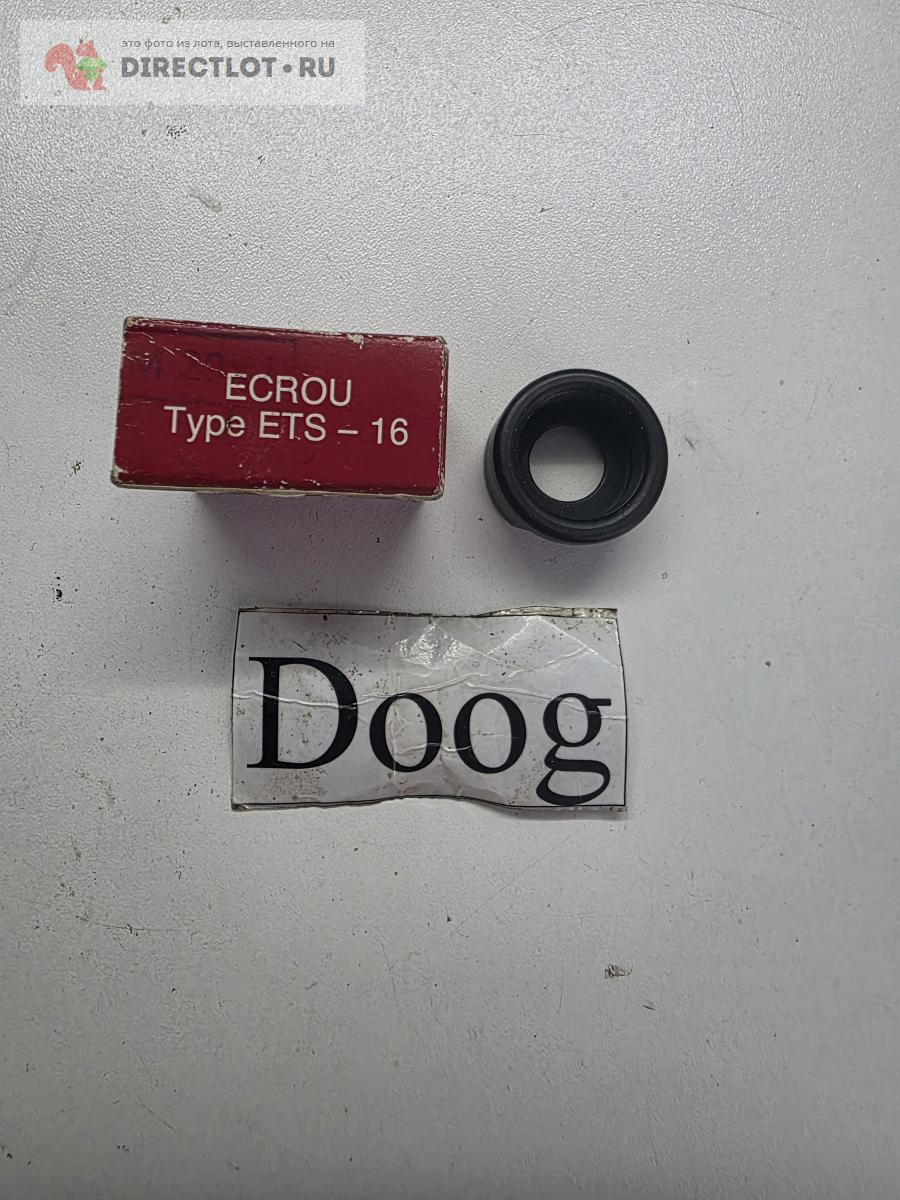 это фото из лота, выставленного на
DIRECTLOT•RU
ECROU
Type ETS – 16
Doog